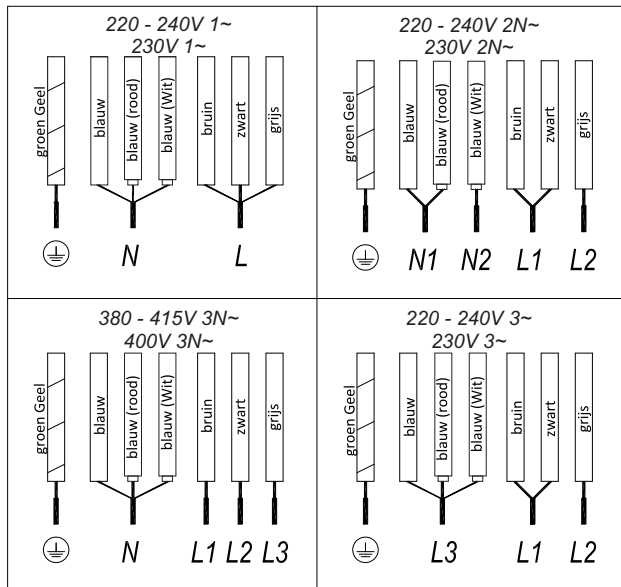 220 - 240V 1~
230V 1~
groen Geel
blauw
blauw (rood)
blauw (Wit)
bruin
zwart
grijs
N
L
220 - 240V 2N~
230V 2N~
groen Geel
blauw
blauw (rood)
blauw (Wit)
bruin
zwart
grijs
N1
N2
L1
L2
380 - 415V 3N~
400V 3N~
groen Geel
blauw
blauw (rood)
blauw (Wit)
bruin
zwart
grijs
N
L1
L2
L3
220 - 240V 3~
230V 3~
groen Geel
blauw
blauw (rood)
blauw (Wit)
bruin
zwart
grijs
L3
L1
L2